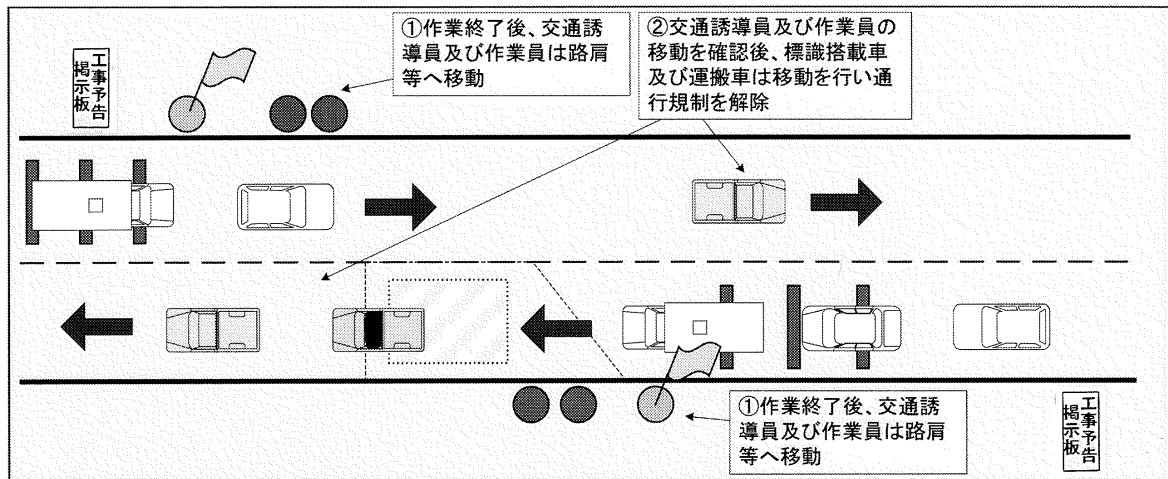 工事予告
掲示板
①作業終了後、交通誘
導員及び作業員は路肩
等へ移動
②交通誘導員及び作業員の
移動を確認後、標識搭載車
及び運搬車は移動を行い通
行規制を解除
①作業終了後、交通誘
導員及び作業員は路肩
等へ移動
工事予告
掲示板